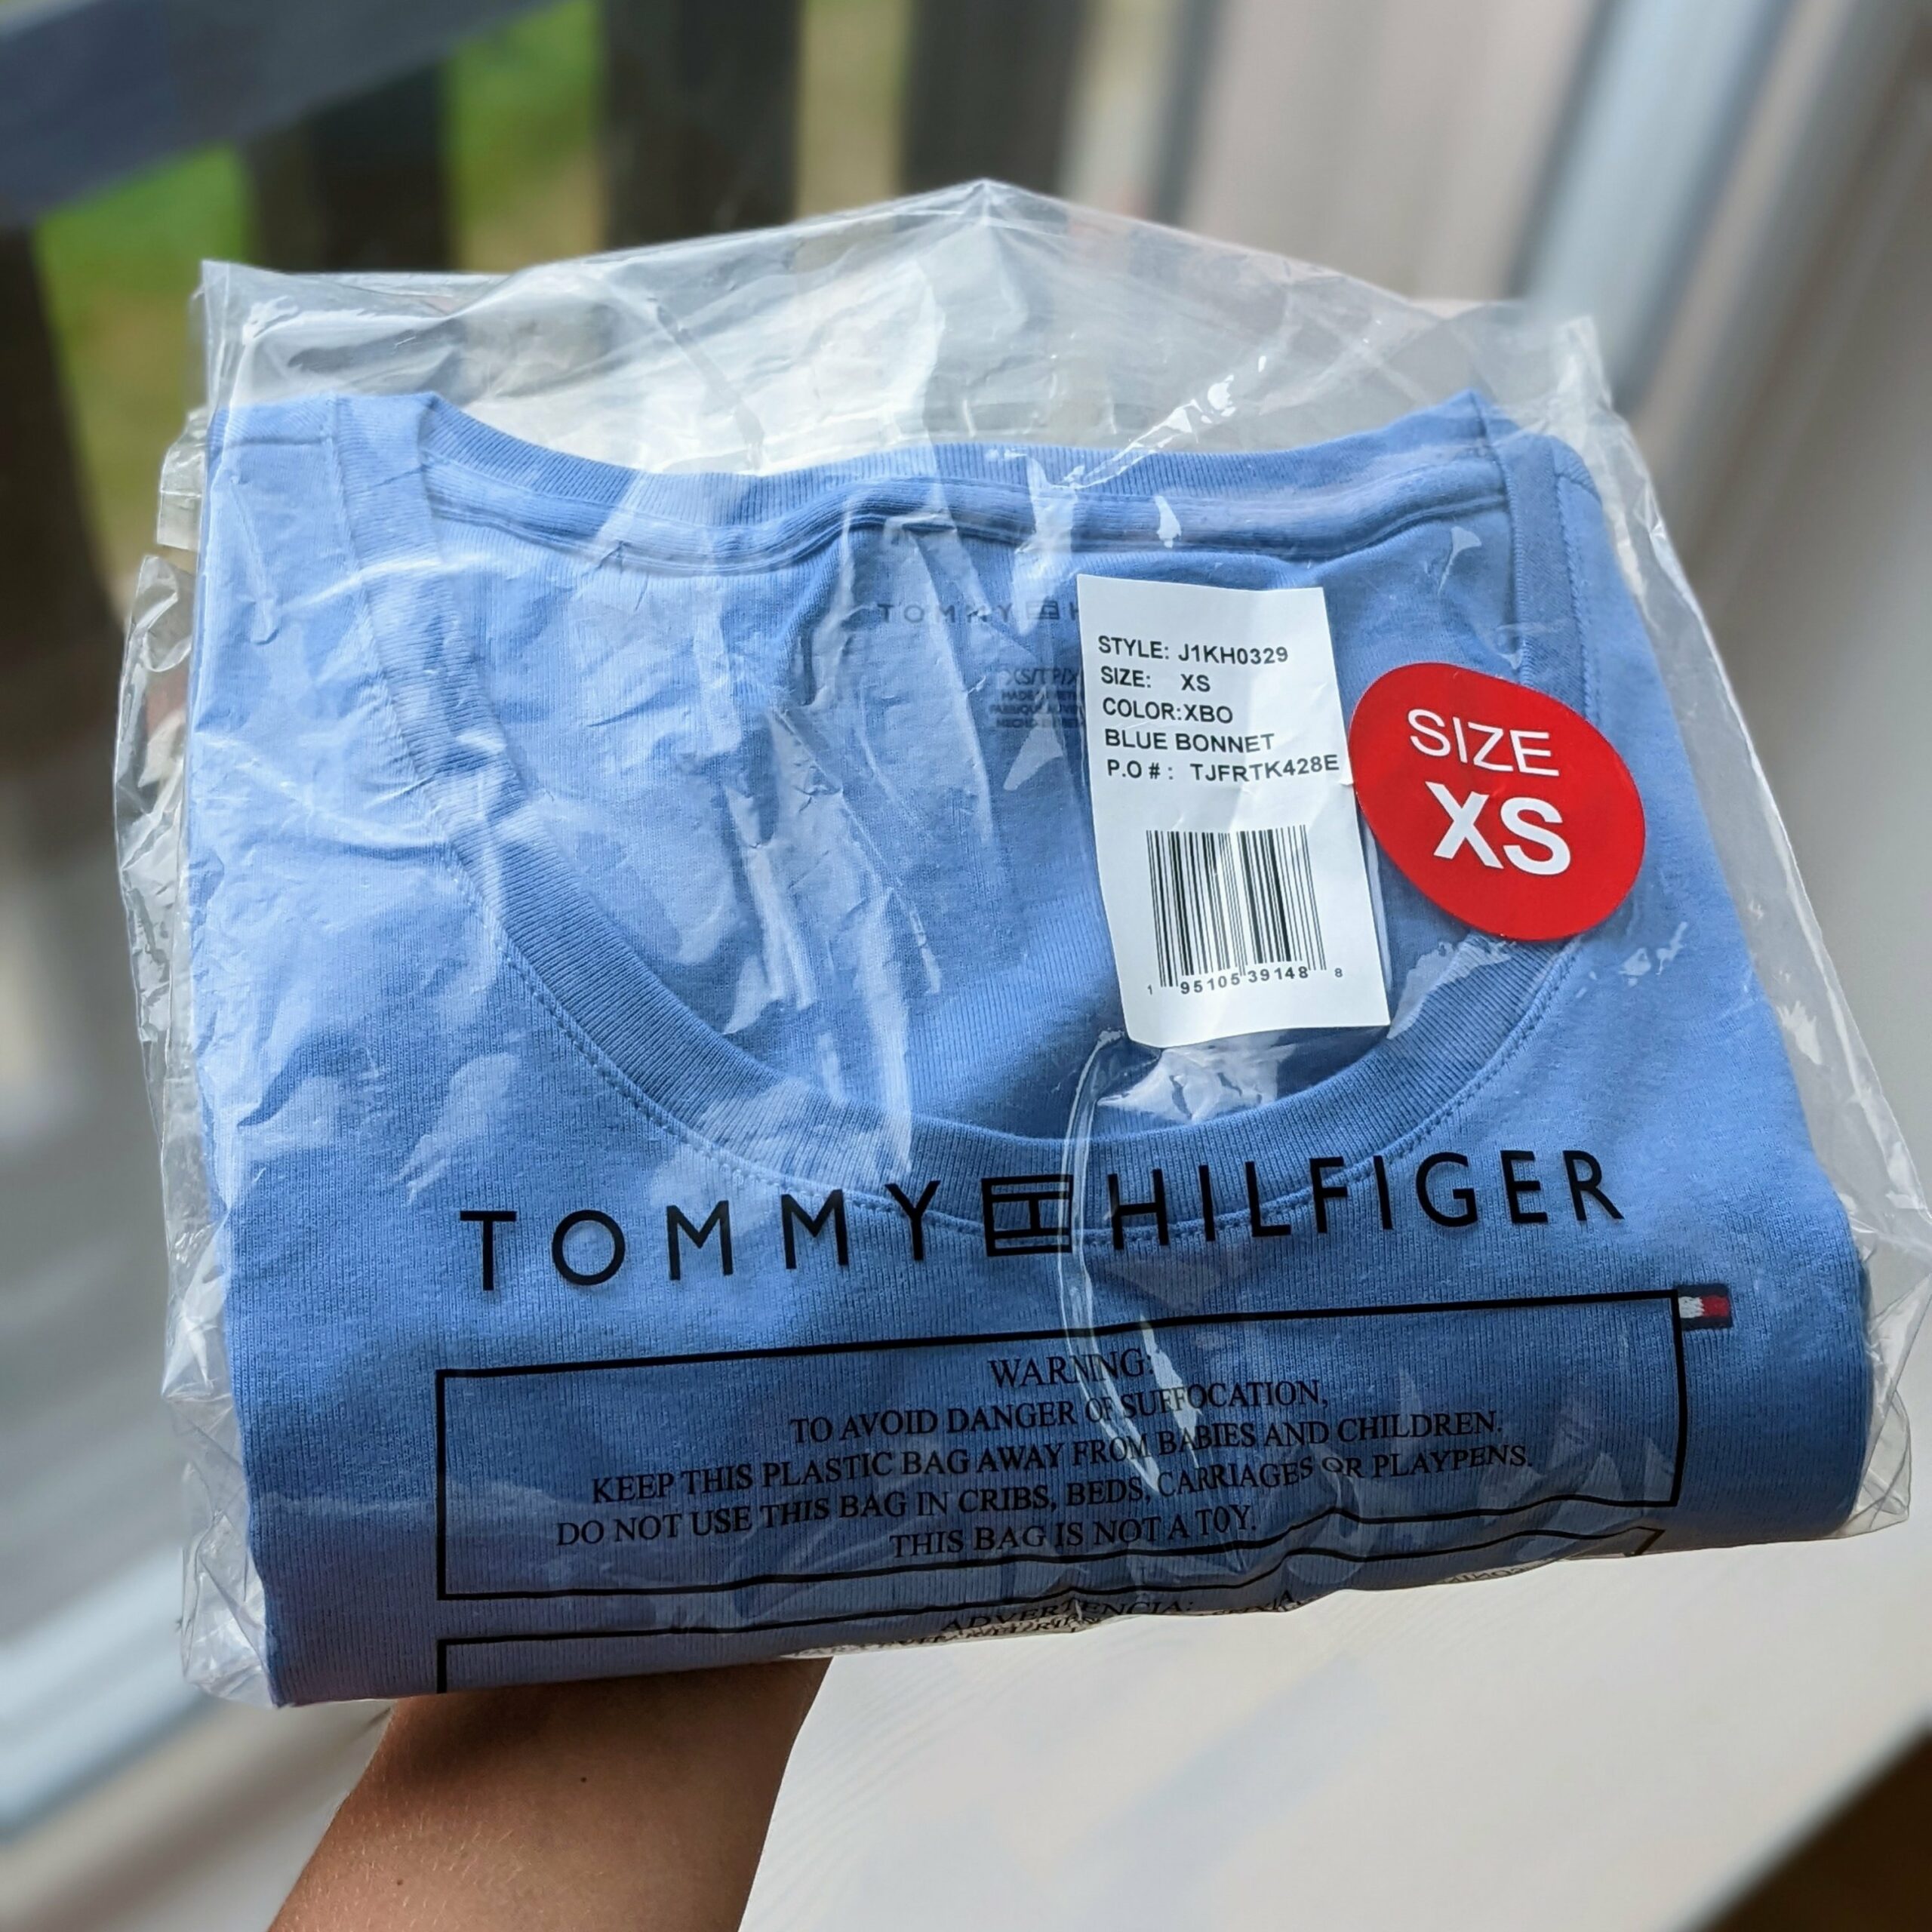 STYLE: J1KH0329
SIZE: XS
COLOR:XBO
BLUE BONNET
P.O # : TJFRTK428E
1 95105 39148 8
SIZE
XS
TOMMY HILFIGER
WARNING:
TO AVOID DANGER OF SUFFOCATION,
KEEP THIS PLASTIC BAG AWAY FROM BABIES AND CHILDREN.
DO NOT USE THIS BAG IN CRIBS, BEDS, CARRIAGES OR PLAYPENS.
THIS BAG IS NOT A TOY.
ADVERTENCIA: